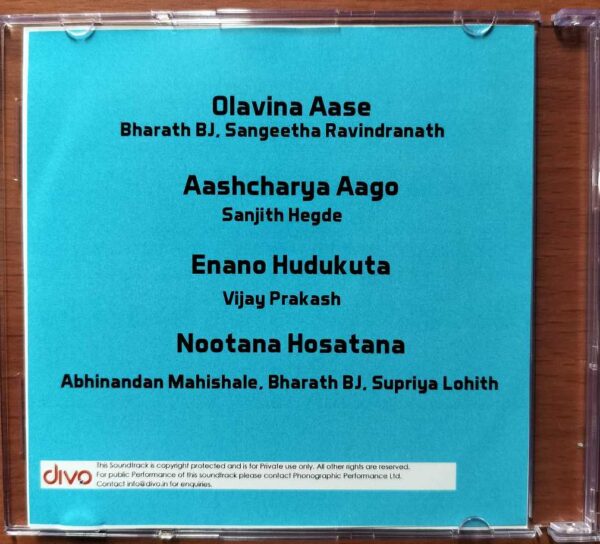 Olavina Aase
Bharath BJ, Sangeetha Ravindranath
Aashcharya Aago
Sanjith Hegde
Enano Hudukuta
Vijay Prakash
Nootana Hosatana
Abhinandan Mahishale, Bharath BJ, Supriya Lohith
divo
This Soundtrack is copyright protected and is for Private use only. All other rights are reserved.
For public Performance of this soundtrack please contact Phonographic Performance Ltd.
Contact info@divo.in for enquiries.